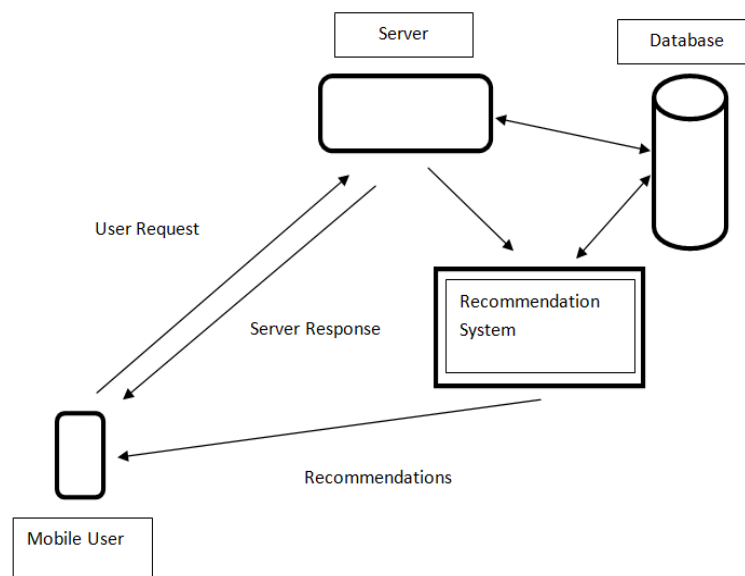 Server
Database
User Request
Recommendation
System
Server Response
Recommendations
Mobile User